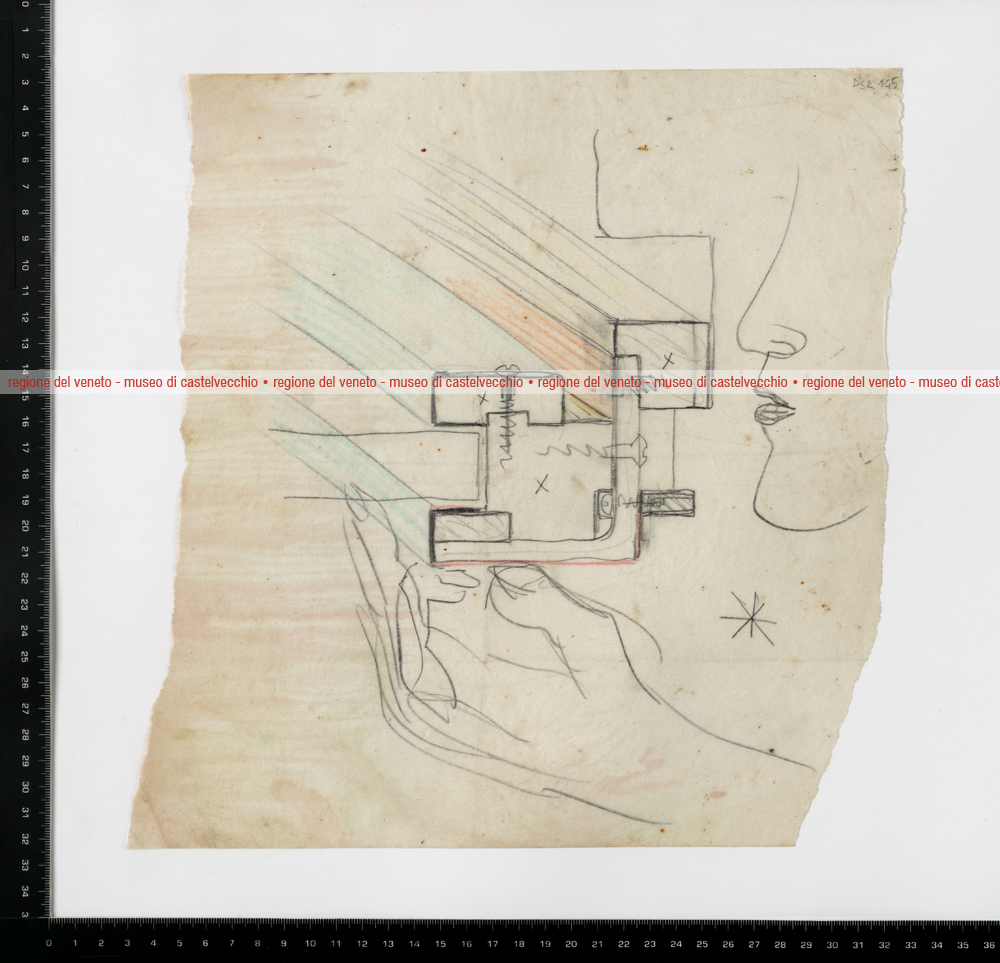 DSR 145
regione del veneto - museo di castelvecchio • regione del veneto - museo di castelvecchio • regione del veneto - museo di castelvecchio • regione del veneto - museo di cast
0 1 2 3 4 5 6 7 8 9 10 11 12 13 14 15 16 17 18 19 20 21 22 23 24 25 26 27 28 29 30 31 32 33 34 3
0 1 2 3 4 5 6 7 8 9 10 11 12 13 14 15 16 17 18 19 20 21 22 23 24 25 26 27 28 29 30 31 32 33 34 35 36